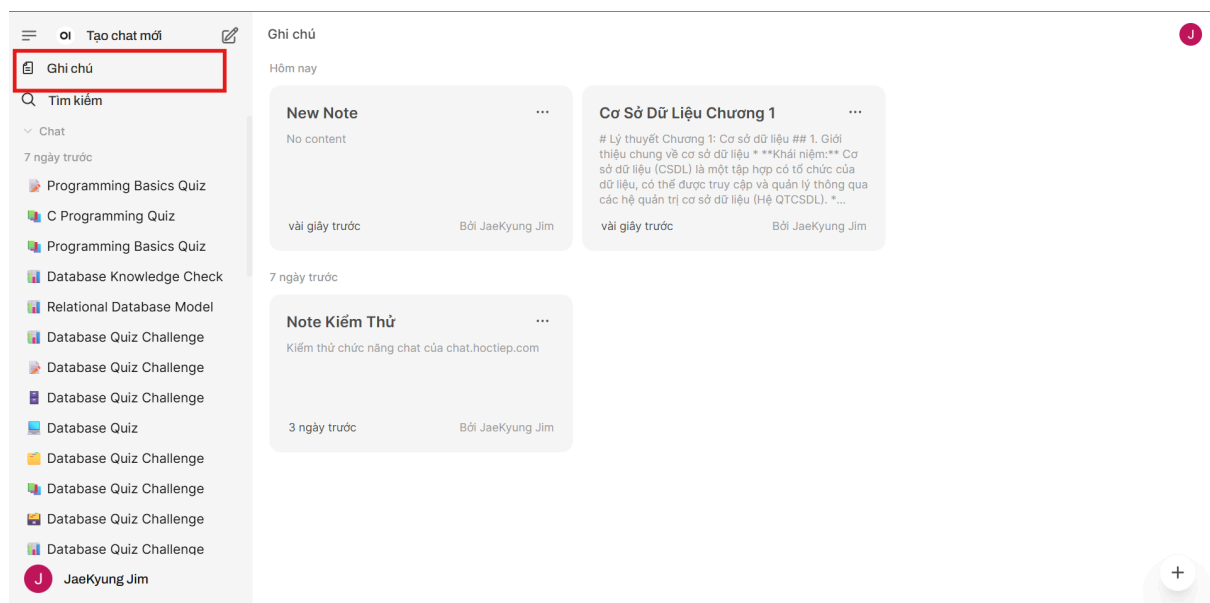 OI Tạo chat mới
Ghi chú
Tìm kiếm
Chat
7 ngày trước
Programming Basics Quiz
C Programming Quiz
Programming Basics Quiz
Database Knowledge Check
Relational Database Model
Database Quiz Challenge
Database Quiz Challenge
Database Quiz Challenge
Database Quiz
Database Quiz Challenge
Database Quiz Challenge
Database Quiz Challenge
Database Quiz Challenge
J JaeKyung Jim
Ghi chú
J
Hôm nay
New Note ...
No content
vài giây trước Bởi JaeKyung Jim
Cơ Sở Dữ Liệu Chương 1 ...
# Lý thuyết Chương 1: Cơ sở dữ liệu ## 1. Giới
thiệu chung về cơ sở dữ liệu * **Khái niệm:** Cơ
sở dữ liệu (CSDL) là một tập hợp có tổ chức của
dữ liệu, có thể được truy cập và quản lý thông qua
các hệ quản trị cơ sở dữ liệu (Hệ QTCSDL). *...
vài giây trước Bởi JaeKyung Jim
7 ngày trước
Note Kiểm Thử ...
Kiểm thử chức năng chat của chat.hoctiep.com
3 ngày trước Bởi JaeKyung Jim
+